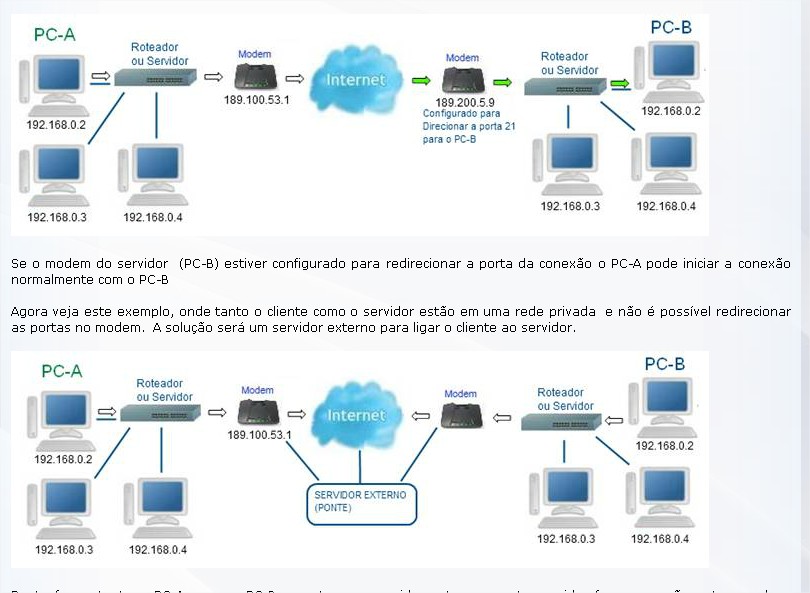 PC-A
PC-B
Roteador
ou Servidor
Modem
Internet
Modem
Roteador
ou Servidor
189.100.53.1
189.200.5.9
Configurado para
Direcionar a porta 21
para o PC-B
192.168.0.2
192.168.0.2
192.168.0.3
192.168.0.4
192.168.0.3
192.168.0.4
Se o modem do servidor (PC-B) estiver configurado para redirecionar a porta da conexão o PC-A pode iniciar a conexão
normalmente com o PC-B
Agora veja este exemplo, onde tanto o cliente como o servidor estão em uma rede privada e não é possível redirecionar
as portas no modem. A solução será um servidor externo para ligar o cliente ao servidor.
PC-A
PC-B
Roteador
ou Servidor
Modem
Internet
Modem
Roteador
ou Servidor
189.100.53.1
192.168.0.2
192.168.0.2
SERVIDOR EXTERNO
(PONTE)
192.168.0.3
192.168.0.4
192.168.0.3
192.168.0.4